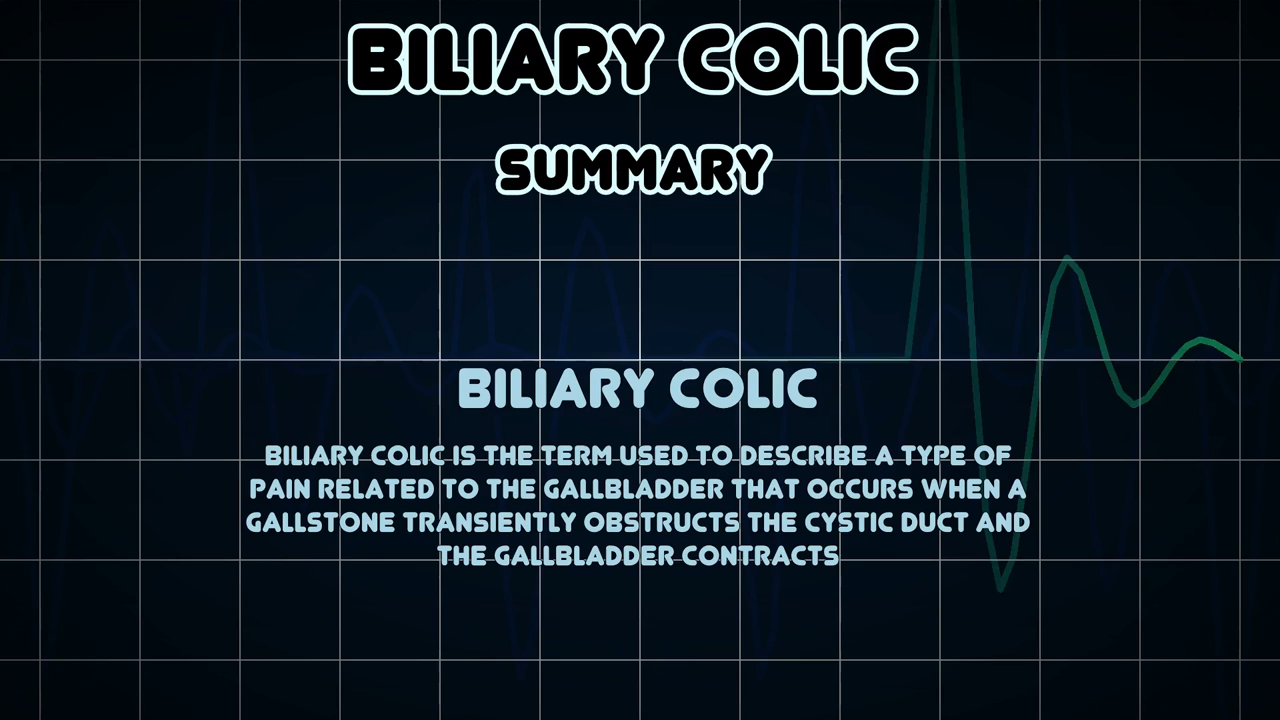 BILIARY COLIC
SUMMARY
BILIARY COLIC
BILIARY COLIC IS THE TERM USED TO DESCRIBE A TYPE OF
PAIN RELATED TO THE GALLBLADDER THAT OCCURS WHEN A
GALLSTONE TRANSIENTLY OBSTRUCTS THE CYSTIC DUCT AND
THE GALLBLADDER CONTRACTS